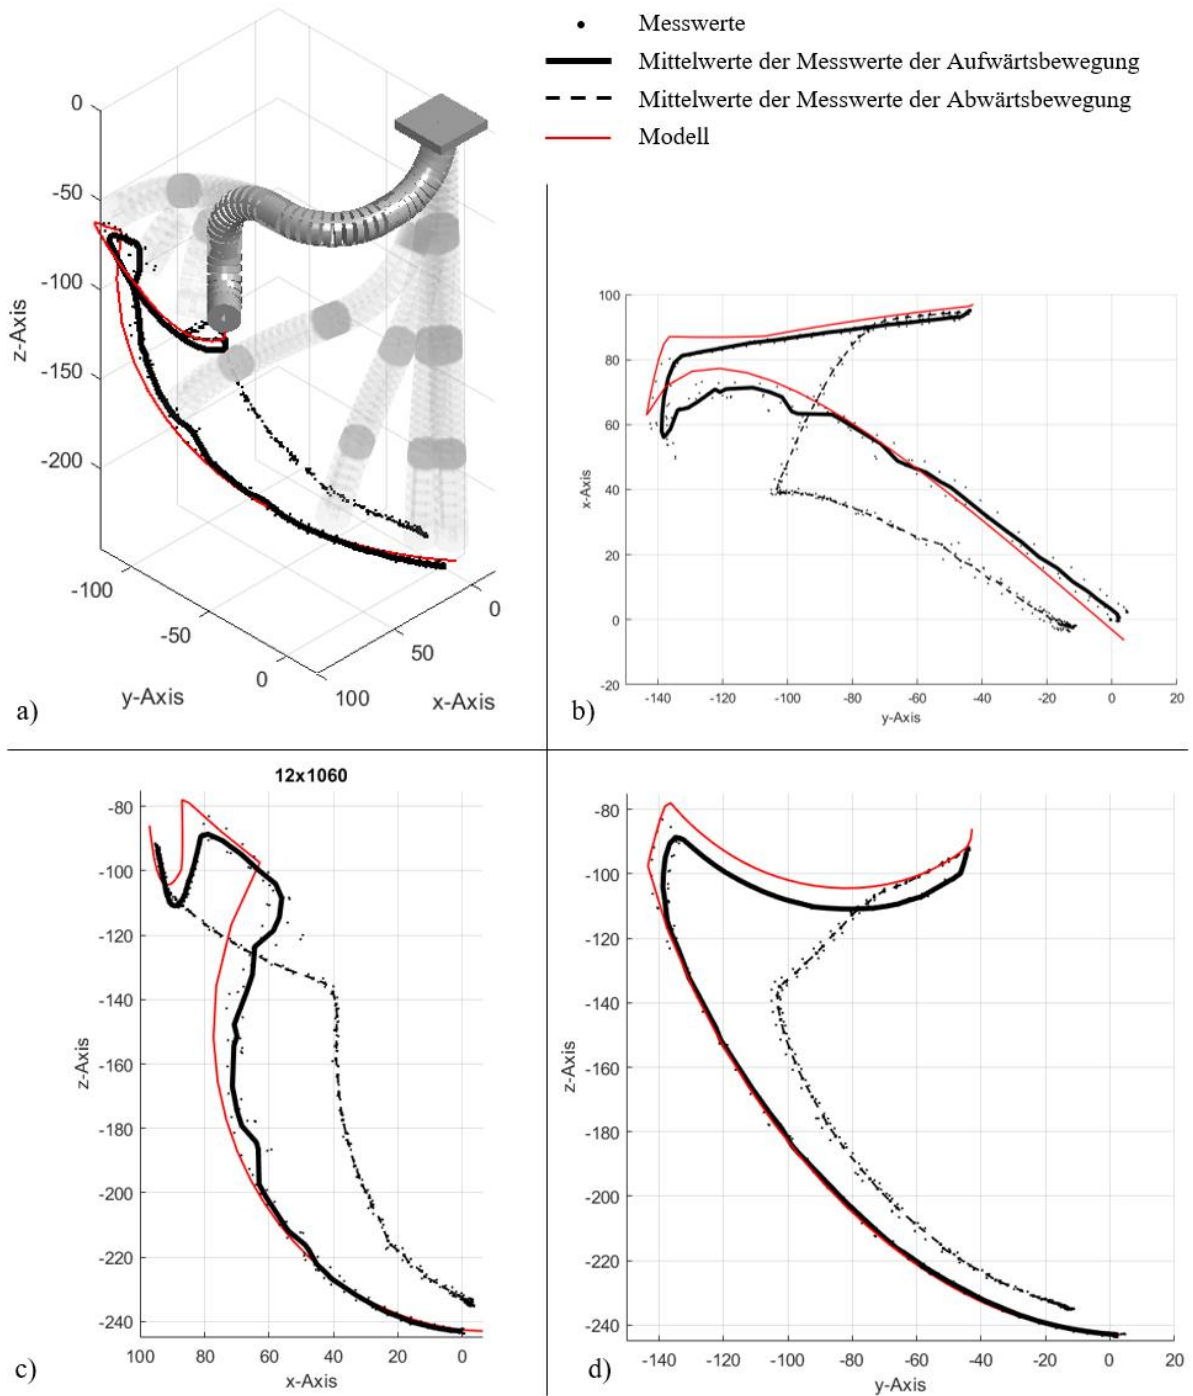 Messwerte
Mittelwerte der Messwerte der Aufwärtsbewegung
Mittelwerte der Messwerte der Abwärtsbewegung
Modell
0
-50
-100
-150
-200
z-Axis
-100
-50
0
y-Axis
100
50
0
x-Axis
a)
100
80
60
40
20
0
-20
x-Axis
-140 -120 -100 -80 -60 -40 -20 0 20
y-Axis
b)
12x1060
-80
-100
-120
-140
-160
-180
-200
-220
-240
z-Axis
100 80 60 40 20 0
x-Axis
c)
-80
-100
-120
-140
-160
-180
-200
-220
-240
z-Axis
-140 -120 -100 -80 -60 -40 -20 0 20
y-Axis
d)